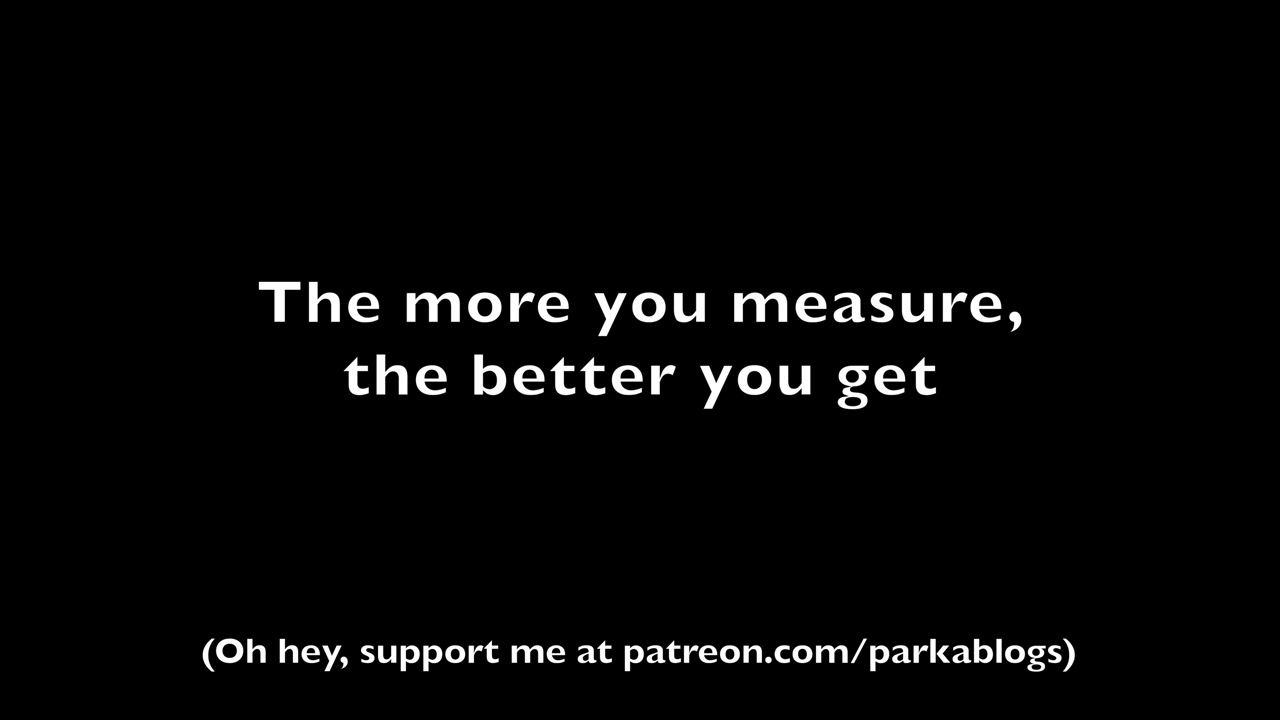 The more you measure,
the better you get
(Oh hey, support me at patreon.com/parkablogs)